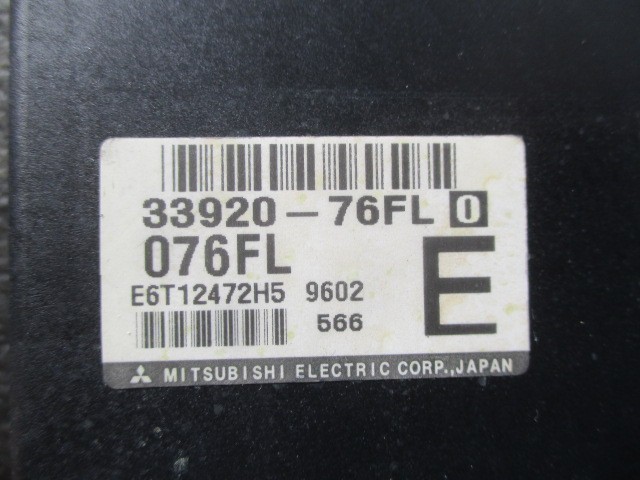 33920-76FL 0
076FL
E
E6T12472H5 9602
566
MITSUBISHI ELECTRIC CORP., JAPAN